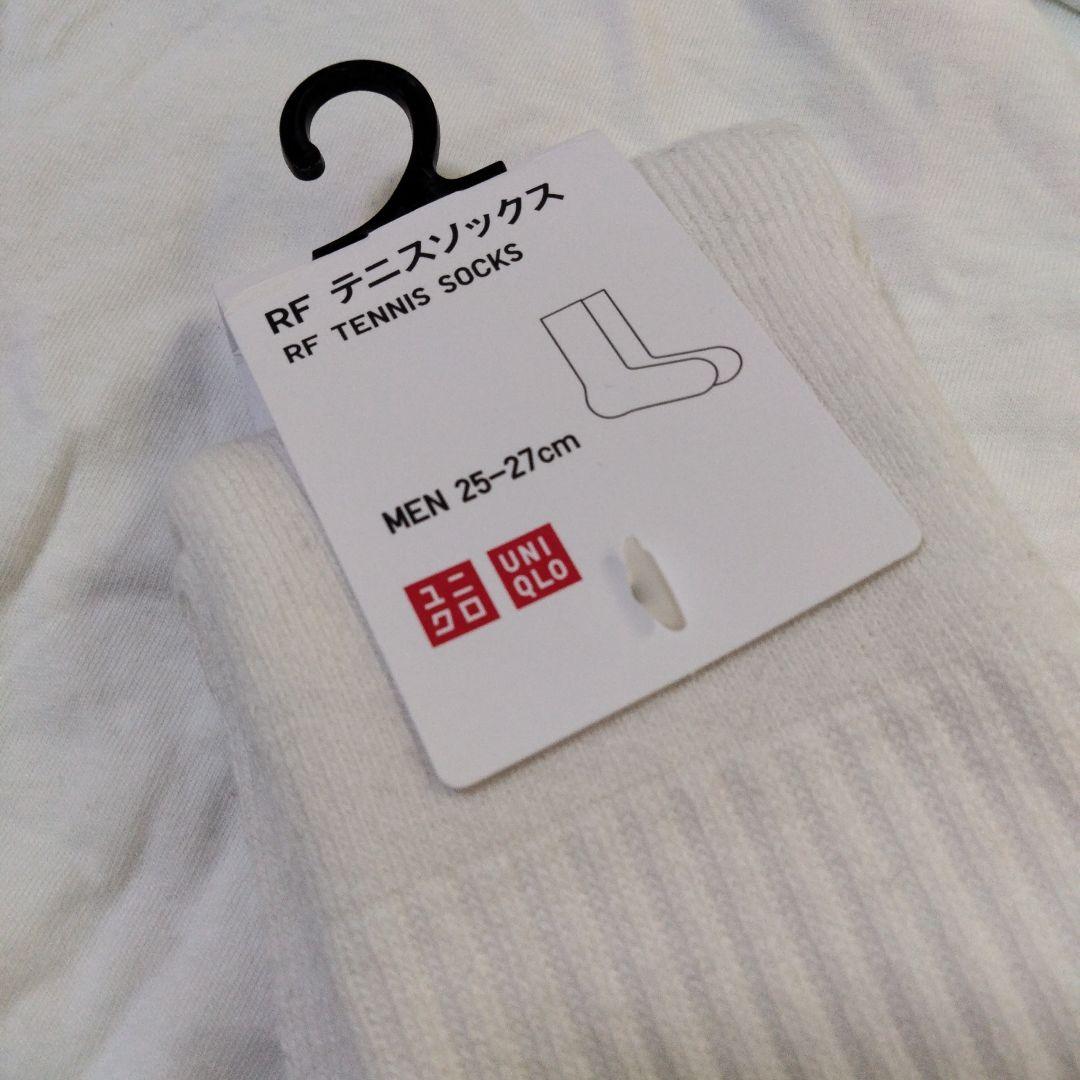 RF テニスソックス
RF TENNIS SOCKS
MEN 25-27cm
ユニ
クロ
UNI
QLO